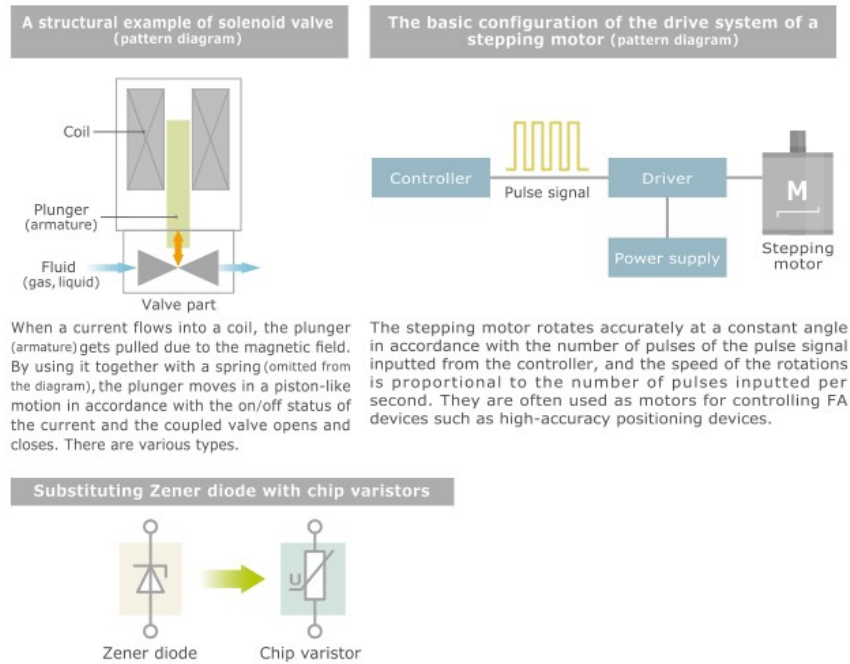 A structural example of solenoid valve
(pattern diagram)
Coil
Plunger
(armature)
Fluid
(gas, liquid)
Valve part
When a current flows into a coil, the plunger
(armature) gets pulled due to the magnetic field.
By using it together with a spring (omitted from
the diagram), the plunger moves in a piston-like
motion in accordance with the on/off status of
the current and the coupled valve opens and
closes. There are various types.
The basic configuration of the drive system of a
stepping motor (pattern diagram)
Controller
Pulse signal
Driver
Power supply
M
Stepping
motor
The stepping motor rotates accurately at a constant angle
in accordance with the number of pulses of the pulse signal
inputted from the controller, and the speed of the rotations
is proportional to the number of pulses inputted per
second. They are often used as motors for controlling FA
devices such as high-accuracy positioning devices.
Substituting Zener diode with chip varistors
U
Zener diode
Chip varistor